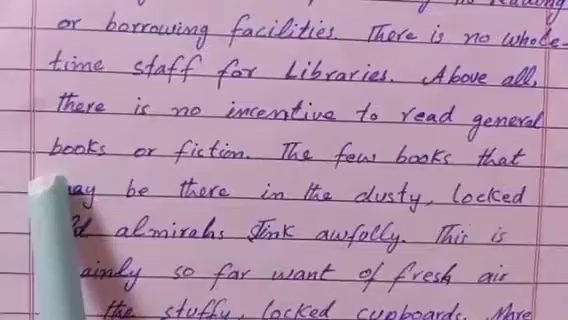 reading
or borrowing facilities. There is no whole-
time staff for Libraries. Above all,
there is no incentive to read general
books or fiction. The few books that
be there in the dusty, locked
almirahs stink awfully. This is
so far want of fresh air
the stuffy, locked cupboards. More